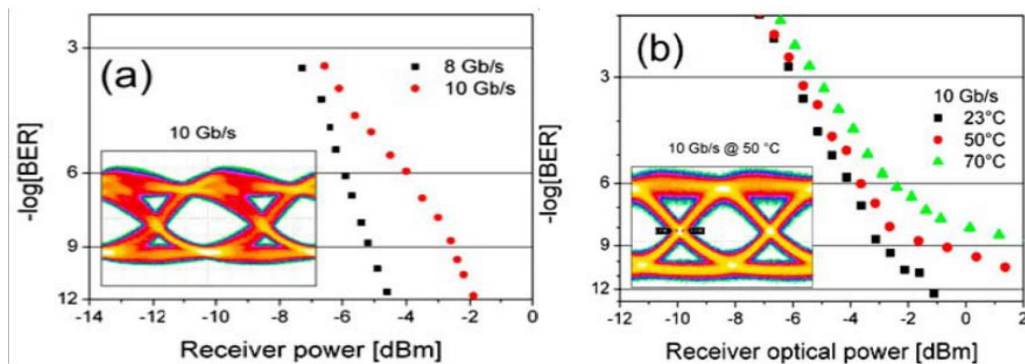 (a)
8 Gb/s
10 Gb/s
10 Gb/s
-log[BER]
3
6
9
12
-14 -12 -10 -8 -6 -4 -2 0
Receiver power [dBm]
(b)
10 Gb/s
23°C
50°C
70°C
10 Gb/s @ 50 °C
-log[BER]
3
6
9
12
-8 -6 -4 -2 0 2
Receiver optical power [dBm]